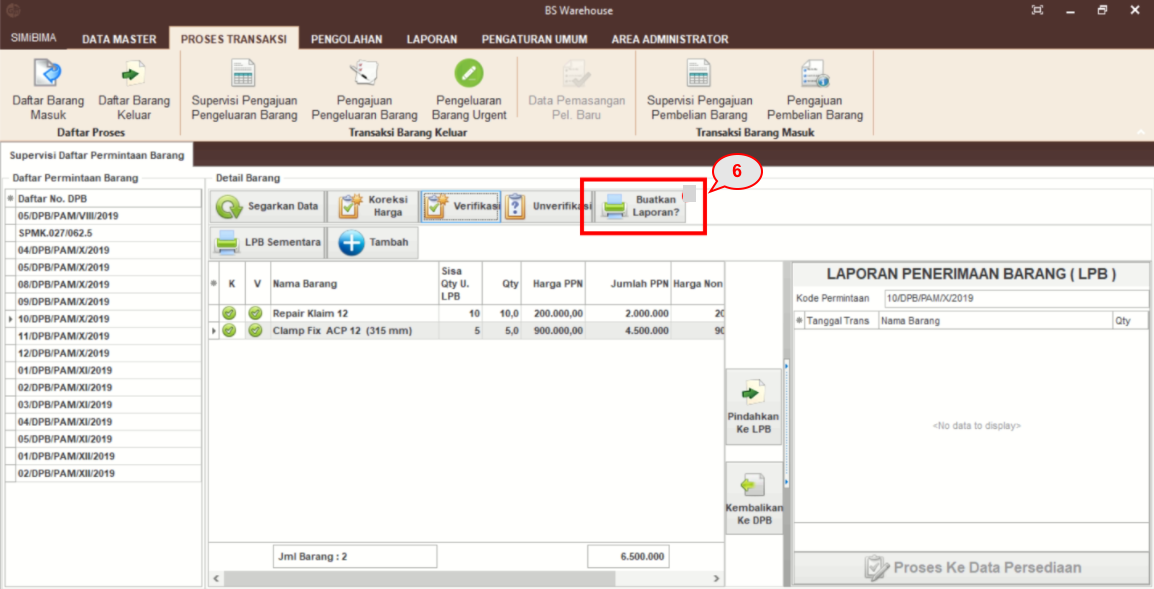 BS Warehouse
SIMIBIMA DATA MASTER PROSES TRANSAKSI PENGOLAHAN LAPORAN PENGATURAN UMUM AREA ADMINISTRATOR
Daftar Barang Masuk
Daftar Barang Keluar
Daftar Proses
Supervisi Pengajuan Pengeluaran Barang
Pengajuan Pengeluaran Barang
Pengeluaran Barang Urgent
Data Pemasangan Pel. Baru
Transaksi Barang Keluar
Supervisi Pengajuan Pembelian Barang
Pengajuan Pembelian Barang
Transaksi Barang Masuk
Supervisi Daftar Permintaan Barang
6
Daftar Permintaan Barang
Daftar No. DPB
05/DPB/PAM/VIII/2019
SPMK.027/062.5
04/DPB/PAM/X/2019
05/DPB/PAM/X/2019
08/DPB/PAM/X/2019
09/DPB/PAM/X/2019
10/DPB/PAM/X/2019
11/DPB/PAM/X/2019
12/DPB/PAM/X/2019
01/DPB/PAM/XI/2019
02/DPB/PAM/XI/2019
03/DPB/PAM/XI/2019
04/DPB/PAM/XI/2019
05/DPB/PAM/XI/2019
01/DPB/PAM/XII/2019
02/DPB/PAM/XII/2019
Detail Barang
Segarkan Data
Koreksi Harga
Verifikasi
Unverifikasi
Buatkan Laporan?
LPB Sementara
Tambah
K V Nama Barang Sisa Qty U. LPB Qty Harga PPN Jumlah PPN Harga Non
Repair Klaim 12 10 10,0 200.000,00 2.000.000 20
Clamp Fix ACP 12 (315 mm) 5 5,0 900.000,00 4.500.000 90
Jml Barang : 2 6.500.000
Pindahkan Ke LPB
Kembalikan Ke DPB
LAPORAN PENERIMAAN BARANG ( LPB )
Kode Permintaan 10/DPB/PAM/X/2019
Tanggal Trans Nama Barang Qty
<No data to display>
Proses Ke Data Persediaan